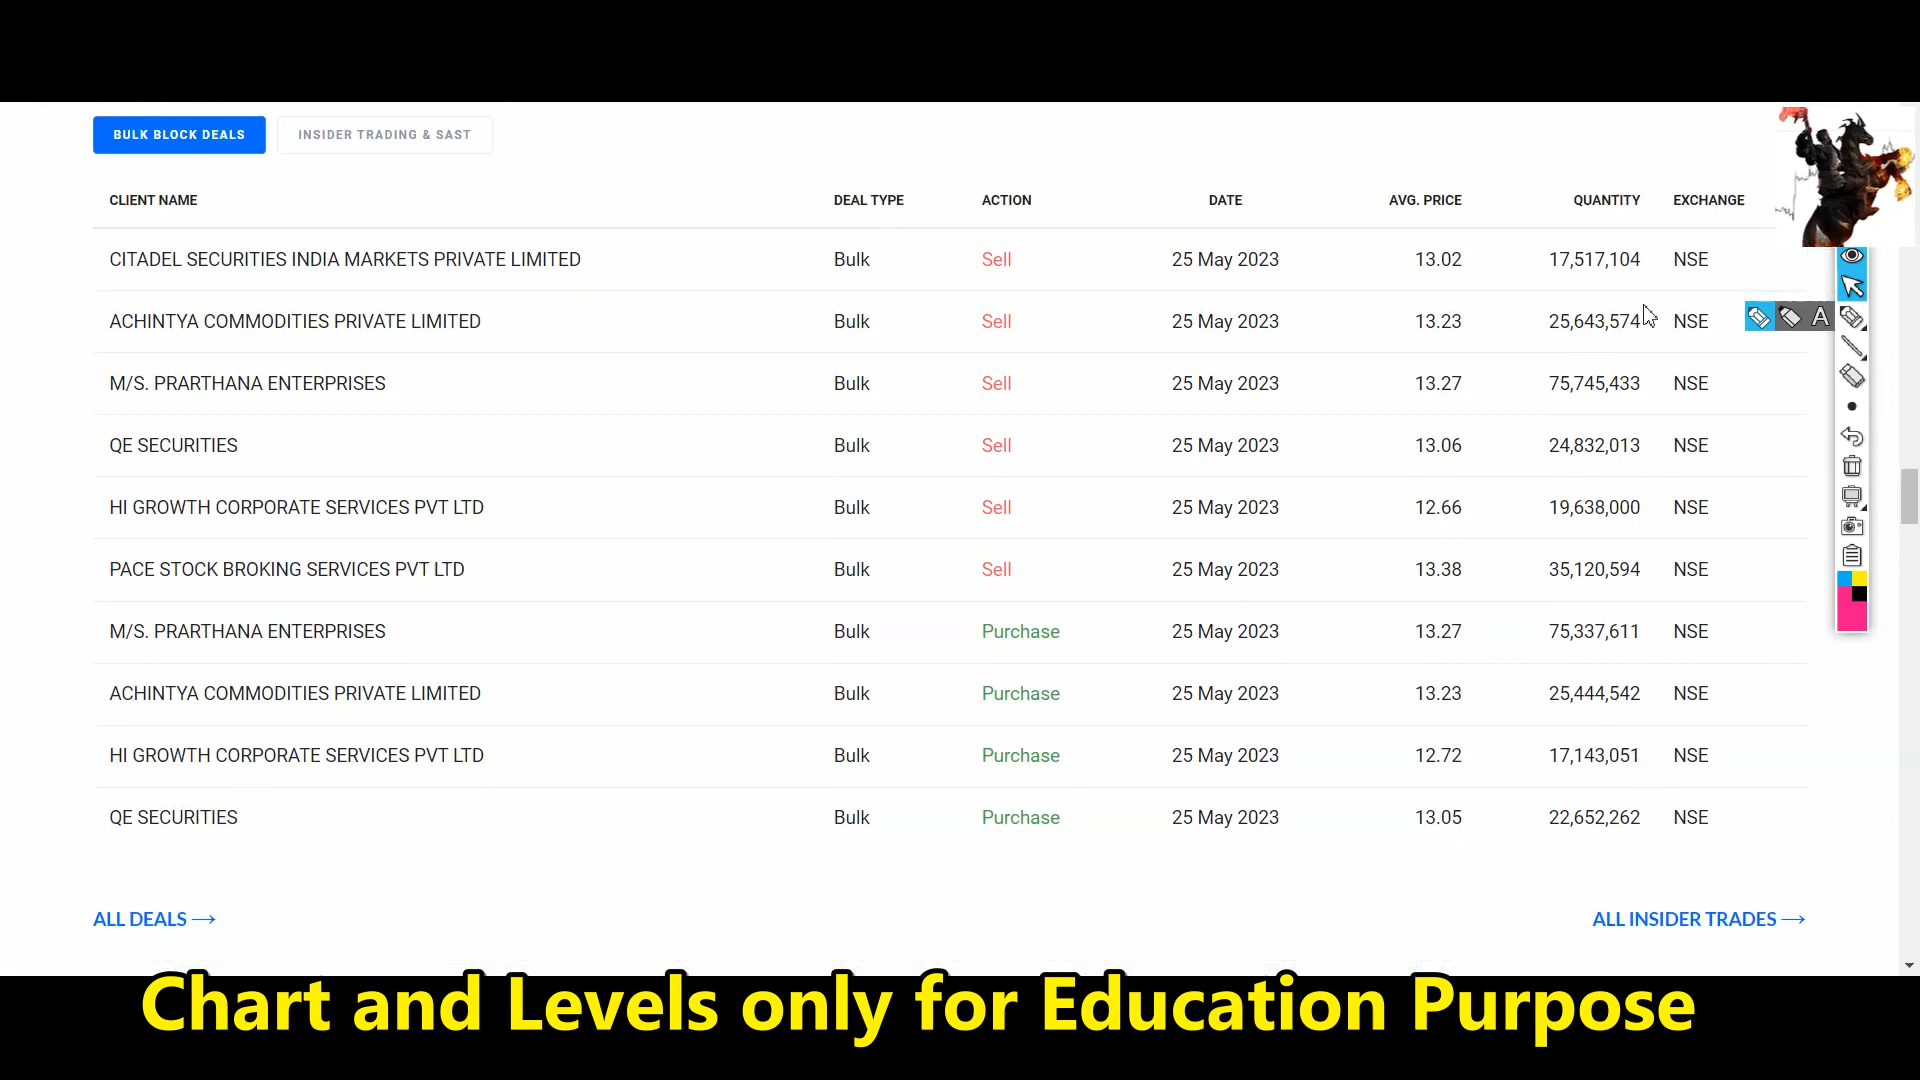 BULK BLOCK DEALS INSIDER TRADING & SAST
CLIENT NAME DEAL TYPE ACTION DATE AVG. PRICE QUANTITY EXCHANGE
CITADEL SECURITIES INDIA MARKETS PRIVATE LIMITED Bulk Sell 25 May 2023 13.02 17,517,104 NSE
ACHINTYA COMMODITIES PRIVATE LIMITED Bulk Sell 25 May 2023 13.23 25,643,574 NSE A
M/S. PRARTHANA ENTERPRISES Bulk Sell 25 May 2023 13.27 75,745,433 NSE
QE SECURITIES Bulk Sell 25 May 2023 13.06 24,832,013 NSE
HI GROWTH CORPORATE SERVICES PVT LTD Bulk Sell 25 May 2023 12.66 19,638,000 NSE
PACE STOCK BROKING SERVICES PVT LTD Bulk Sell 25 May 2023 13.38 35,120,594 NSE
M/S. PRARTHANA ENTERPRISES Bulk Purchase 25 May 2023 13.27 75,337,611 NSE
ACHINTYA COMMODITIES PRIVATE LIMITED Bulk Purchase 25 May 2023 13.23 25,444,542 NSE
HI GROWTH CORPORATE SERVICES PVT LTD Bulk Purchase 25 May 2023 12.72 17,143,051 NSE
QE SECURITIES Bulk Purchase 25 May 2023 13.05 22,652,262 NSE
ALL DEALS → ALL INSIDER TRADES →
Chart and Levels only for Education Purpose